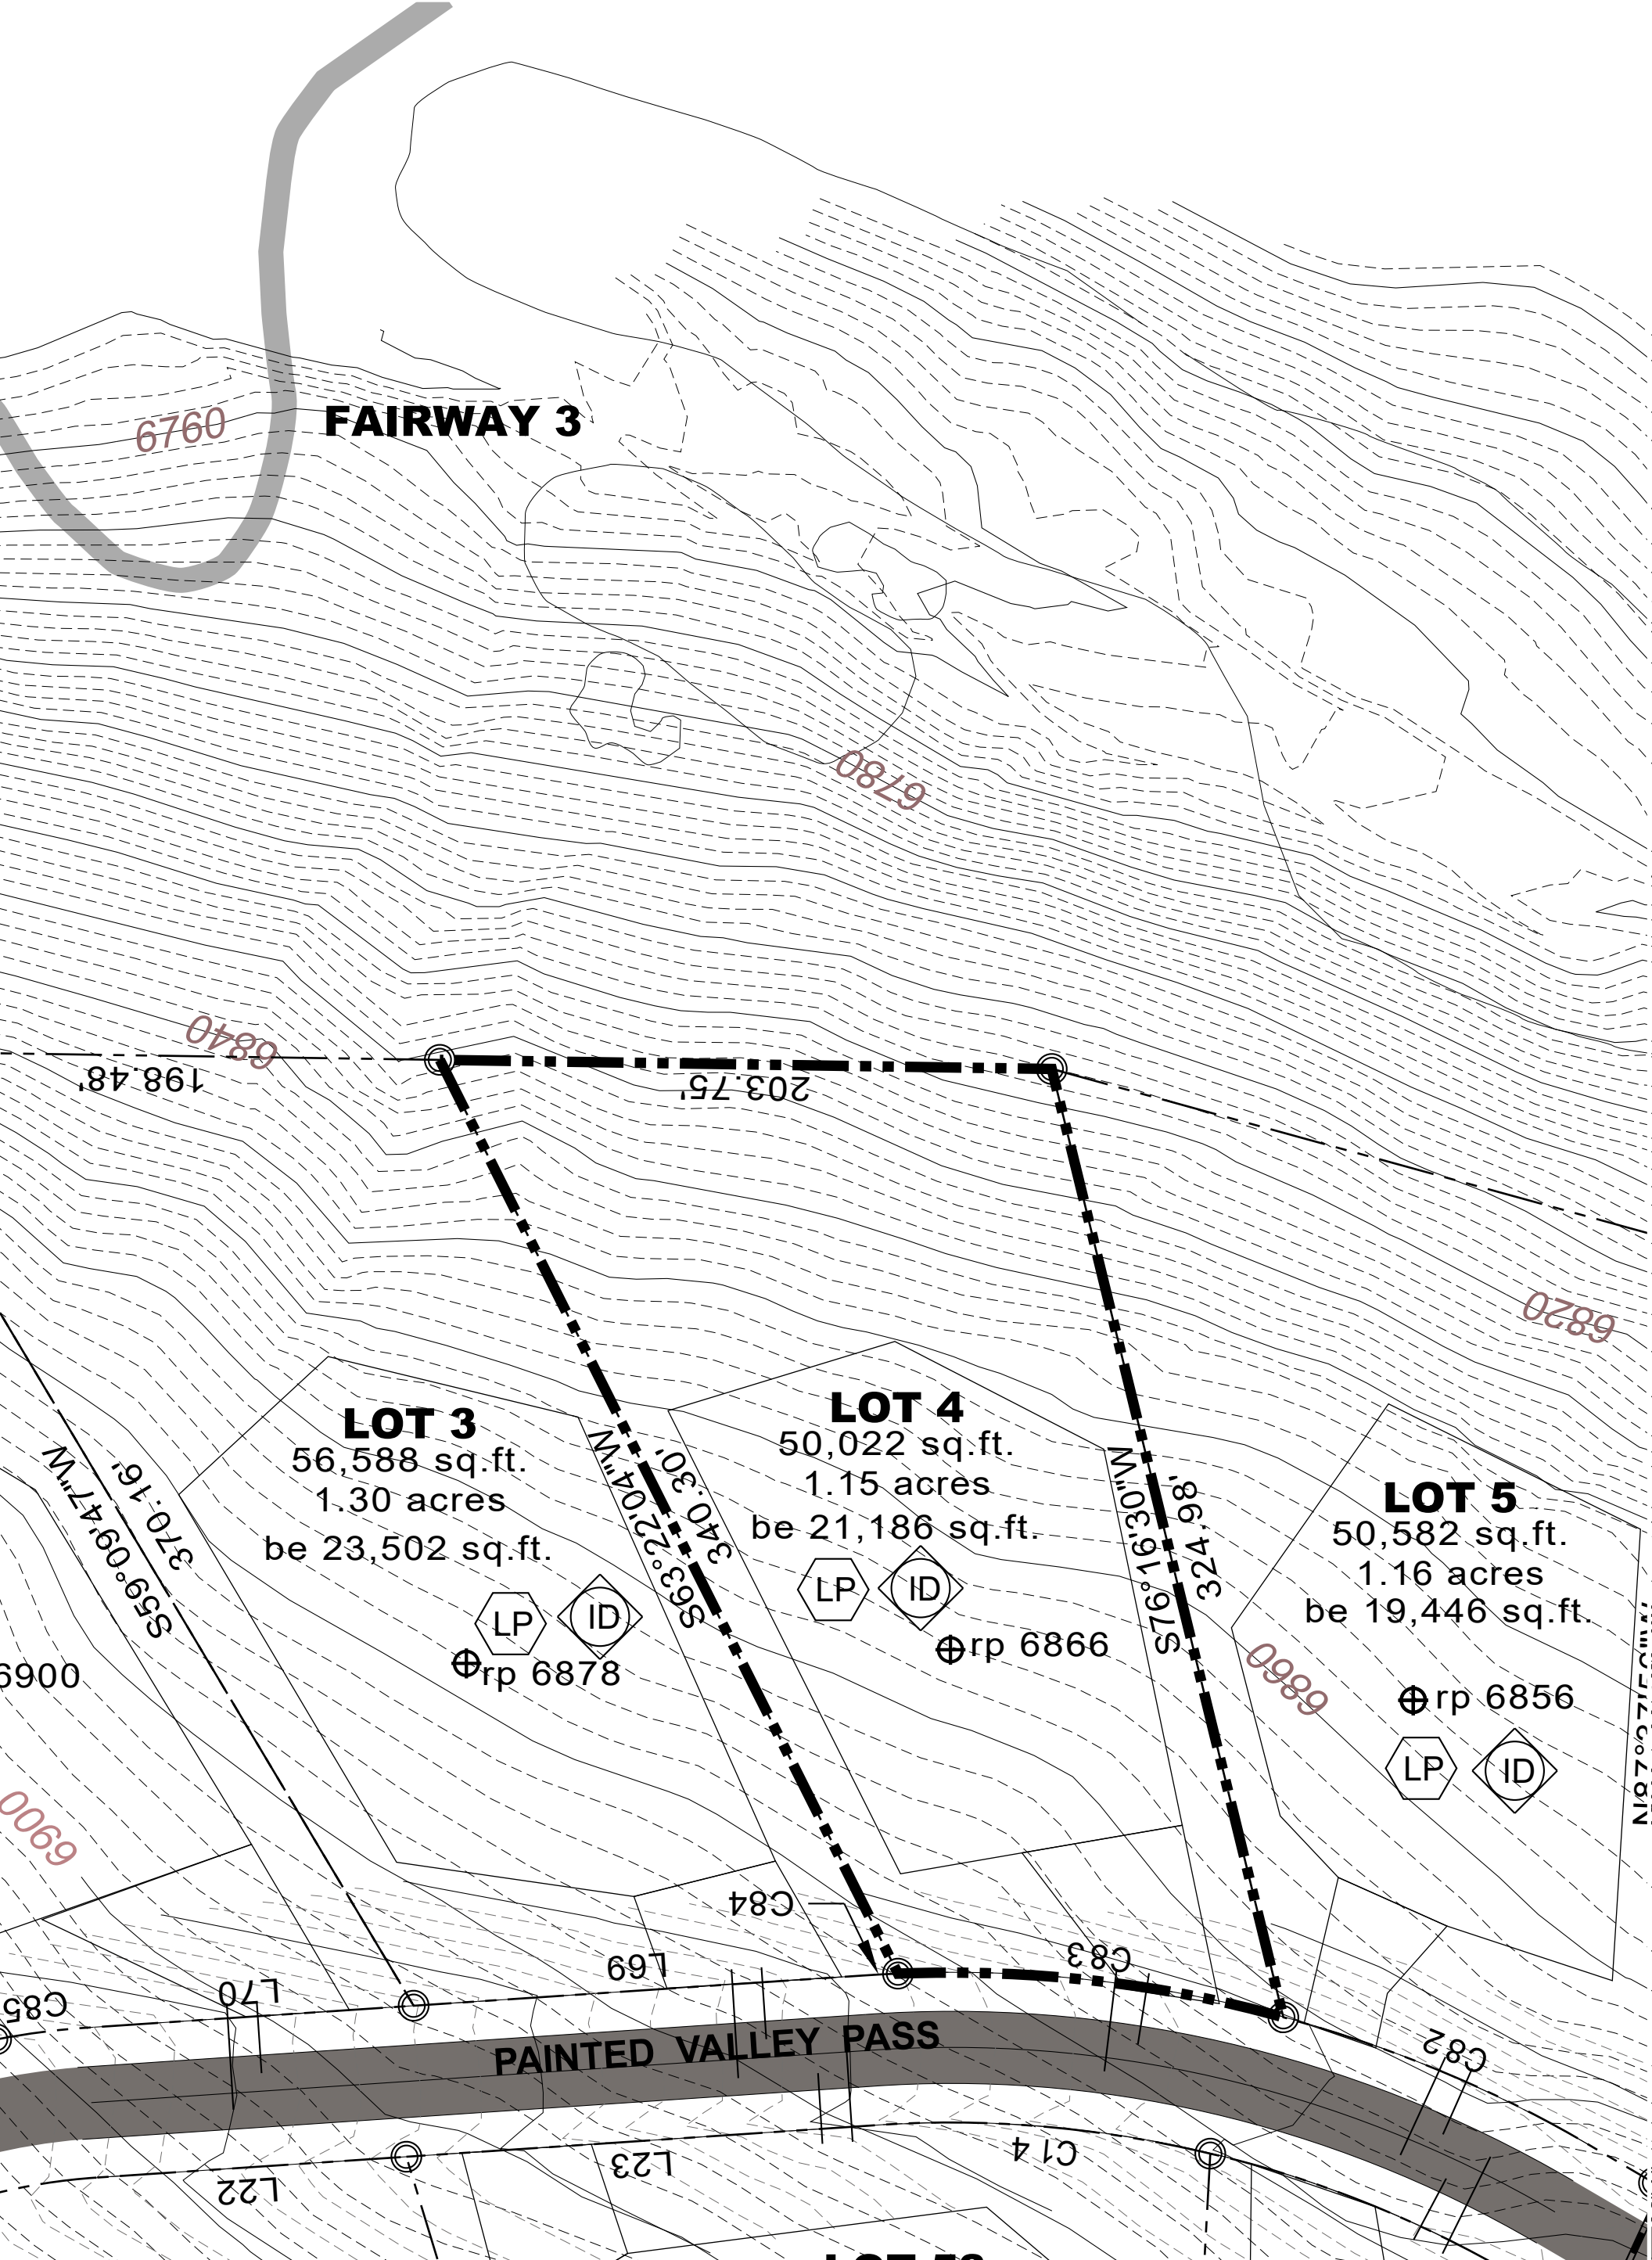 6760
FAIRWAY 3
6780
6840
198.48'
203.75'
6820
LOT 3
56,588 sq.ft.
1.30 acres
be 23,502 sq.ft.
LP
ID
rp 6878
S59°09'47"W
370.16'
S63°22'04"W
340.30'
LOT 4
50,022 sq.ft.
1.15 acres
be 21,186 sq.ft.
LP
ID
rp 6866
S76°16'30"W
324.98'
LOT 5
50,582 sq.ft.
1.16 acres
be 19,446 sq.ft.
6860
rp 6856
LP
ID
6900
6900
C84
C83
L69
L70
C85
C82
PAINTED VALLEY PASS
C14
L23
L22